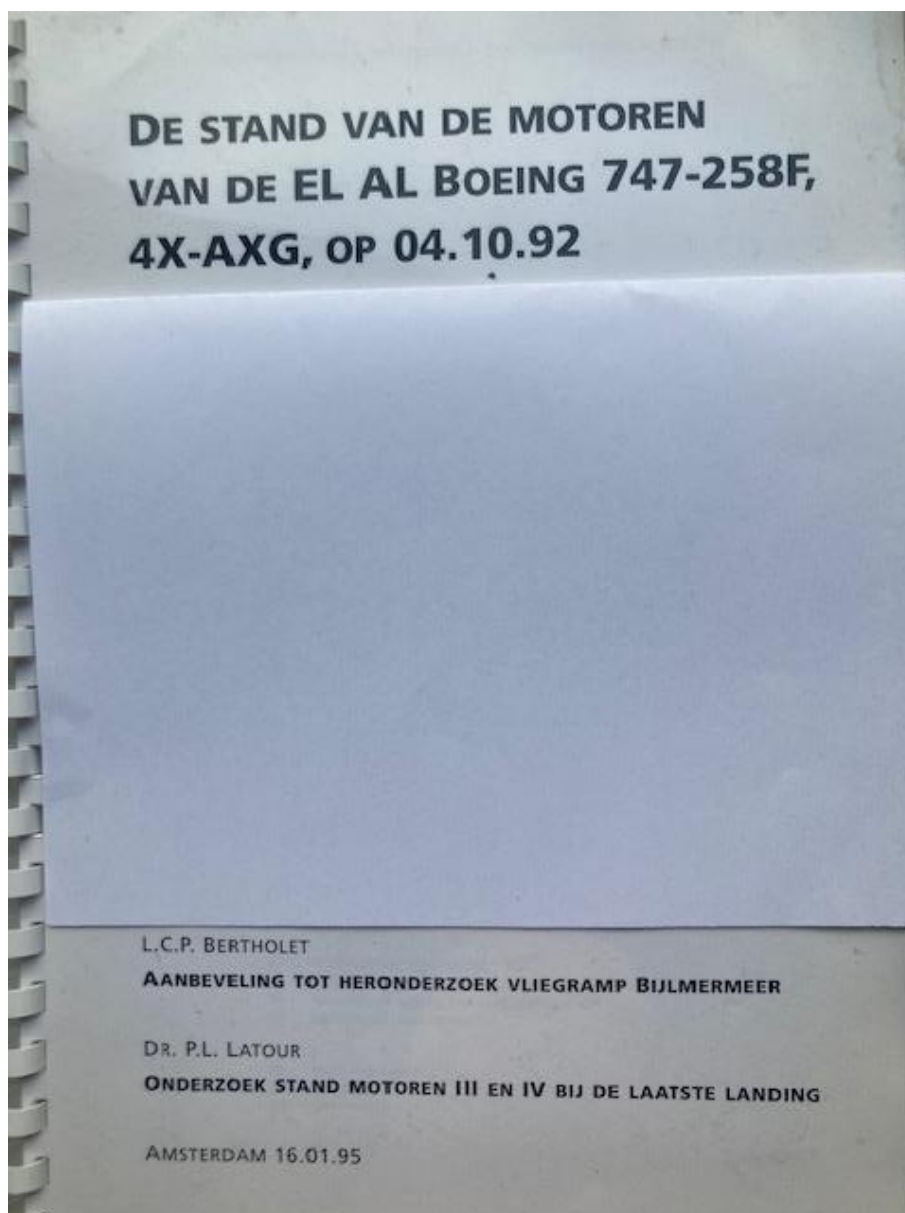 DE STAND VAN DE MOTOREN
VAN DE EL AL BOEING 747-258F,
4X-AXG, OP 04.10.92
L.C.P. BERTHOLET
AANBEVELING TOT HERONDERZOEK VLIEGRAMP BIJLMERMEER
DR. P.L. LATOUR
ONDERZOEK STAND MOTOREN III EN IV BIJ DE LAATSTE LANDING
AMSTERDAM 16.01.95